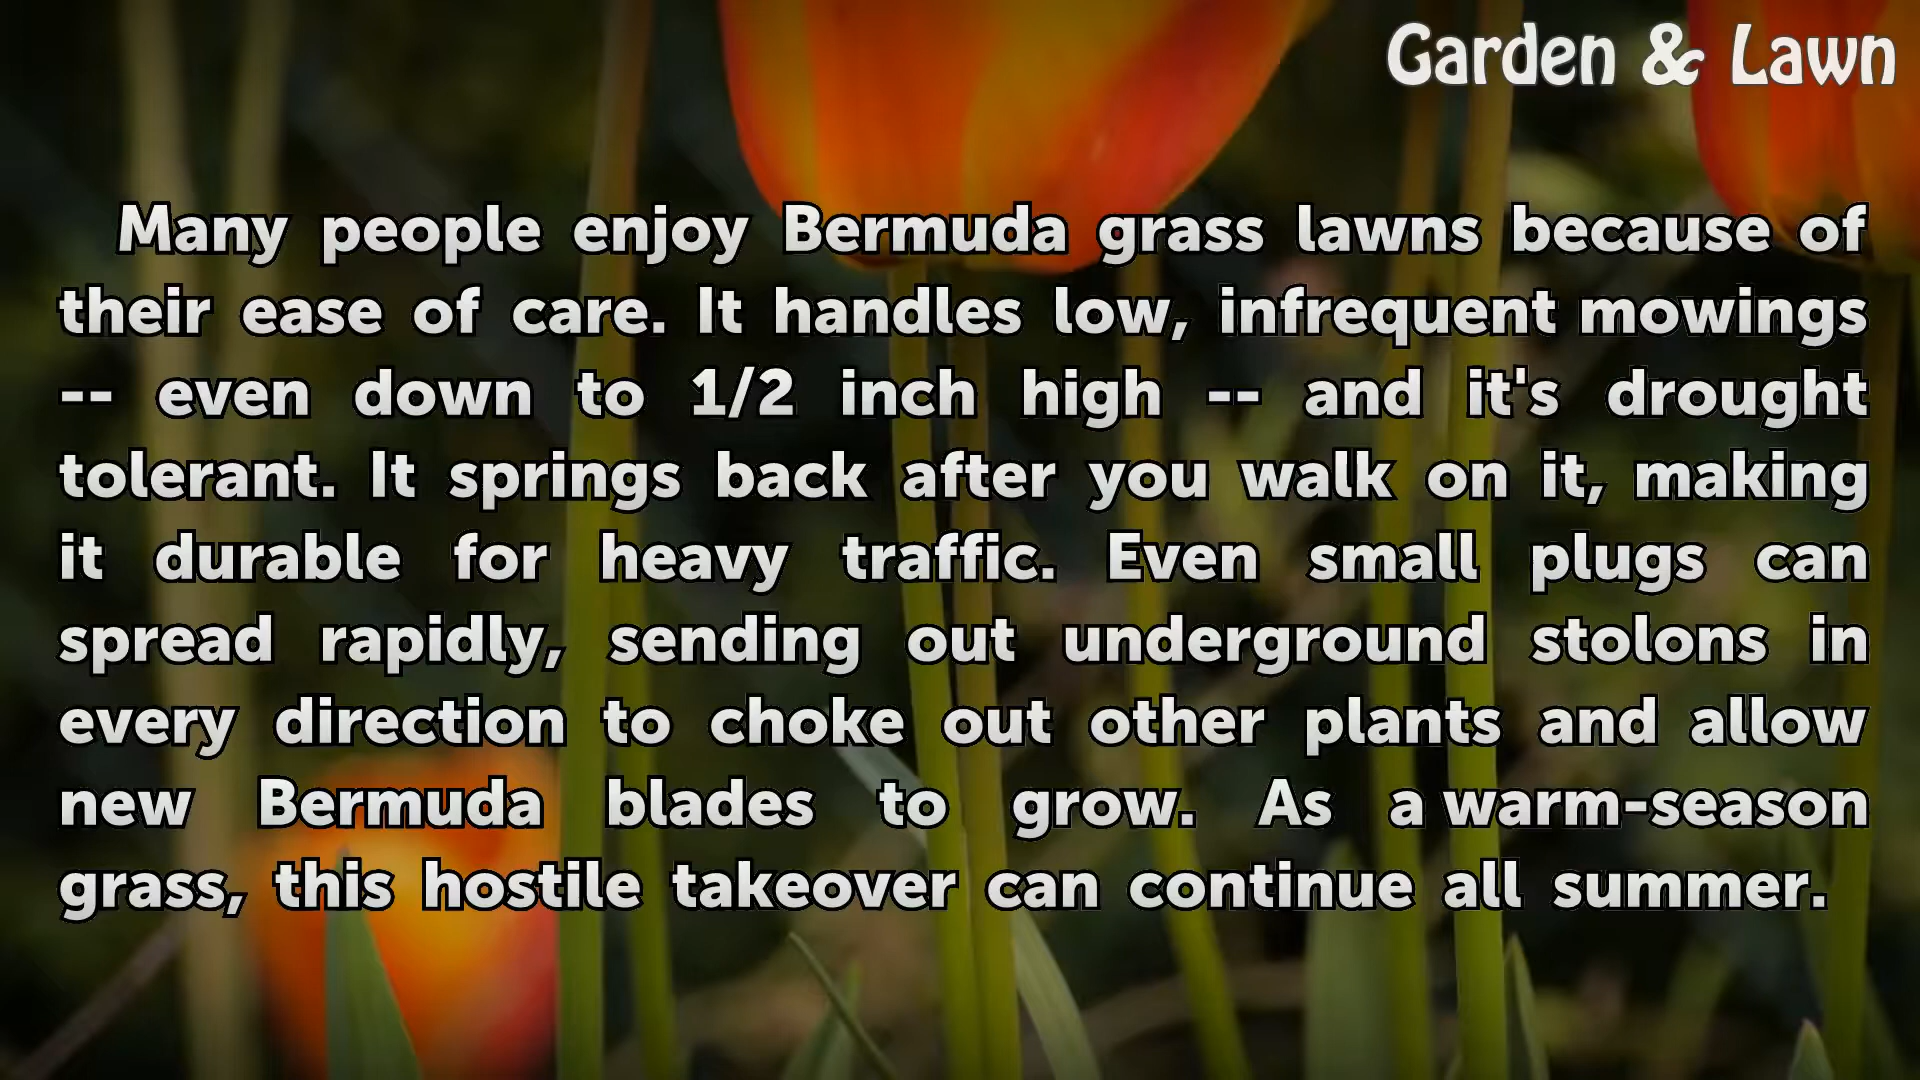 Garden & Lawn
Many people enjoy Bermuda grass lawns because of
their ease of care. It handles low, infrequent mowings
-- even down to 1/2 inch high -- and it's drought
tolerant. It springs back after you walk on it, making
it durable for heavy traffic. Even small plugs can
spread rapidly, sending out underground stolons in
every direction to choke out other plants and allow
new Bermuda blades to grow. As a warm-season
grass, this hostile takeover can continue all summer.